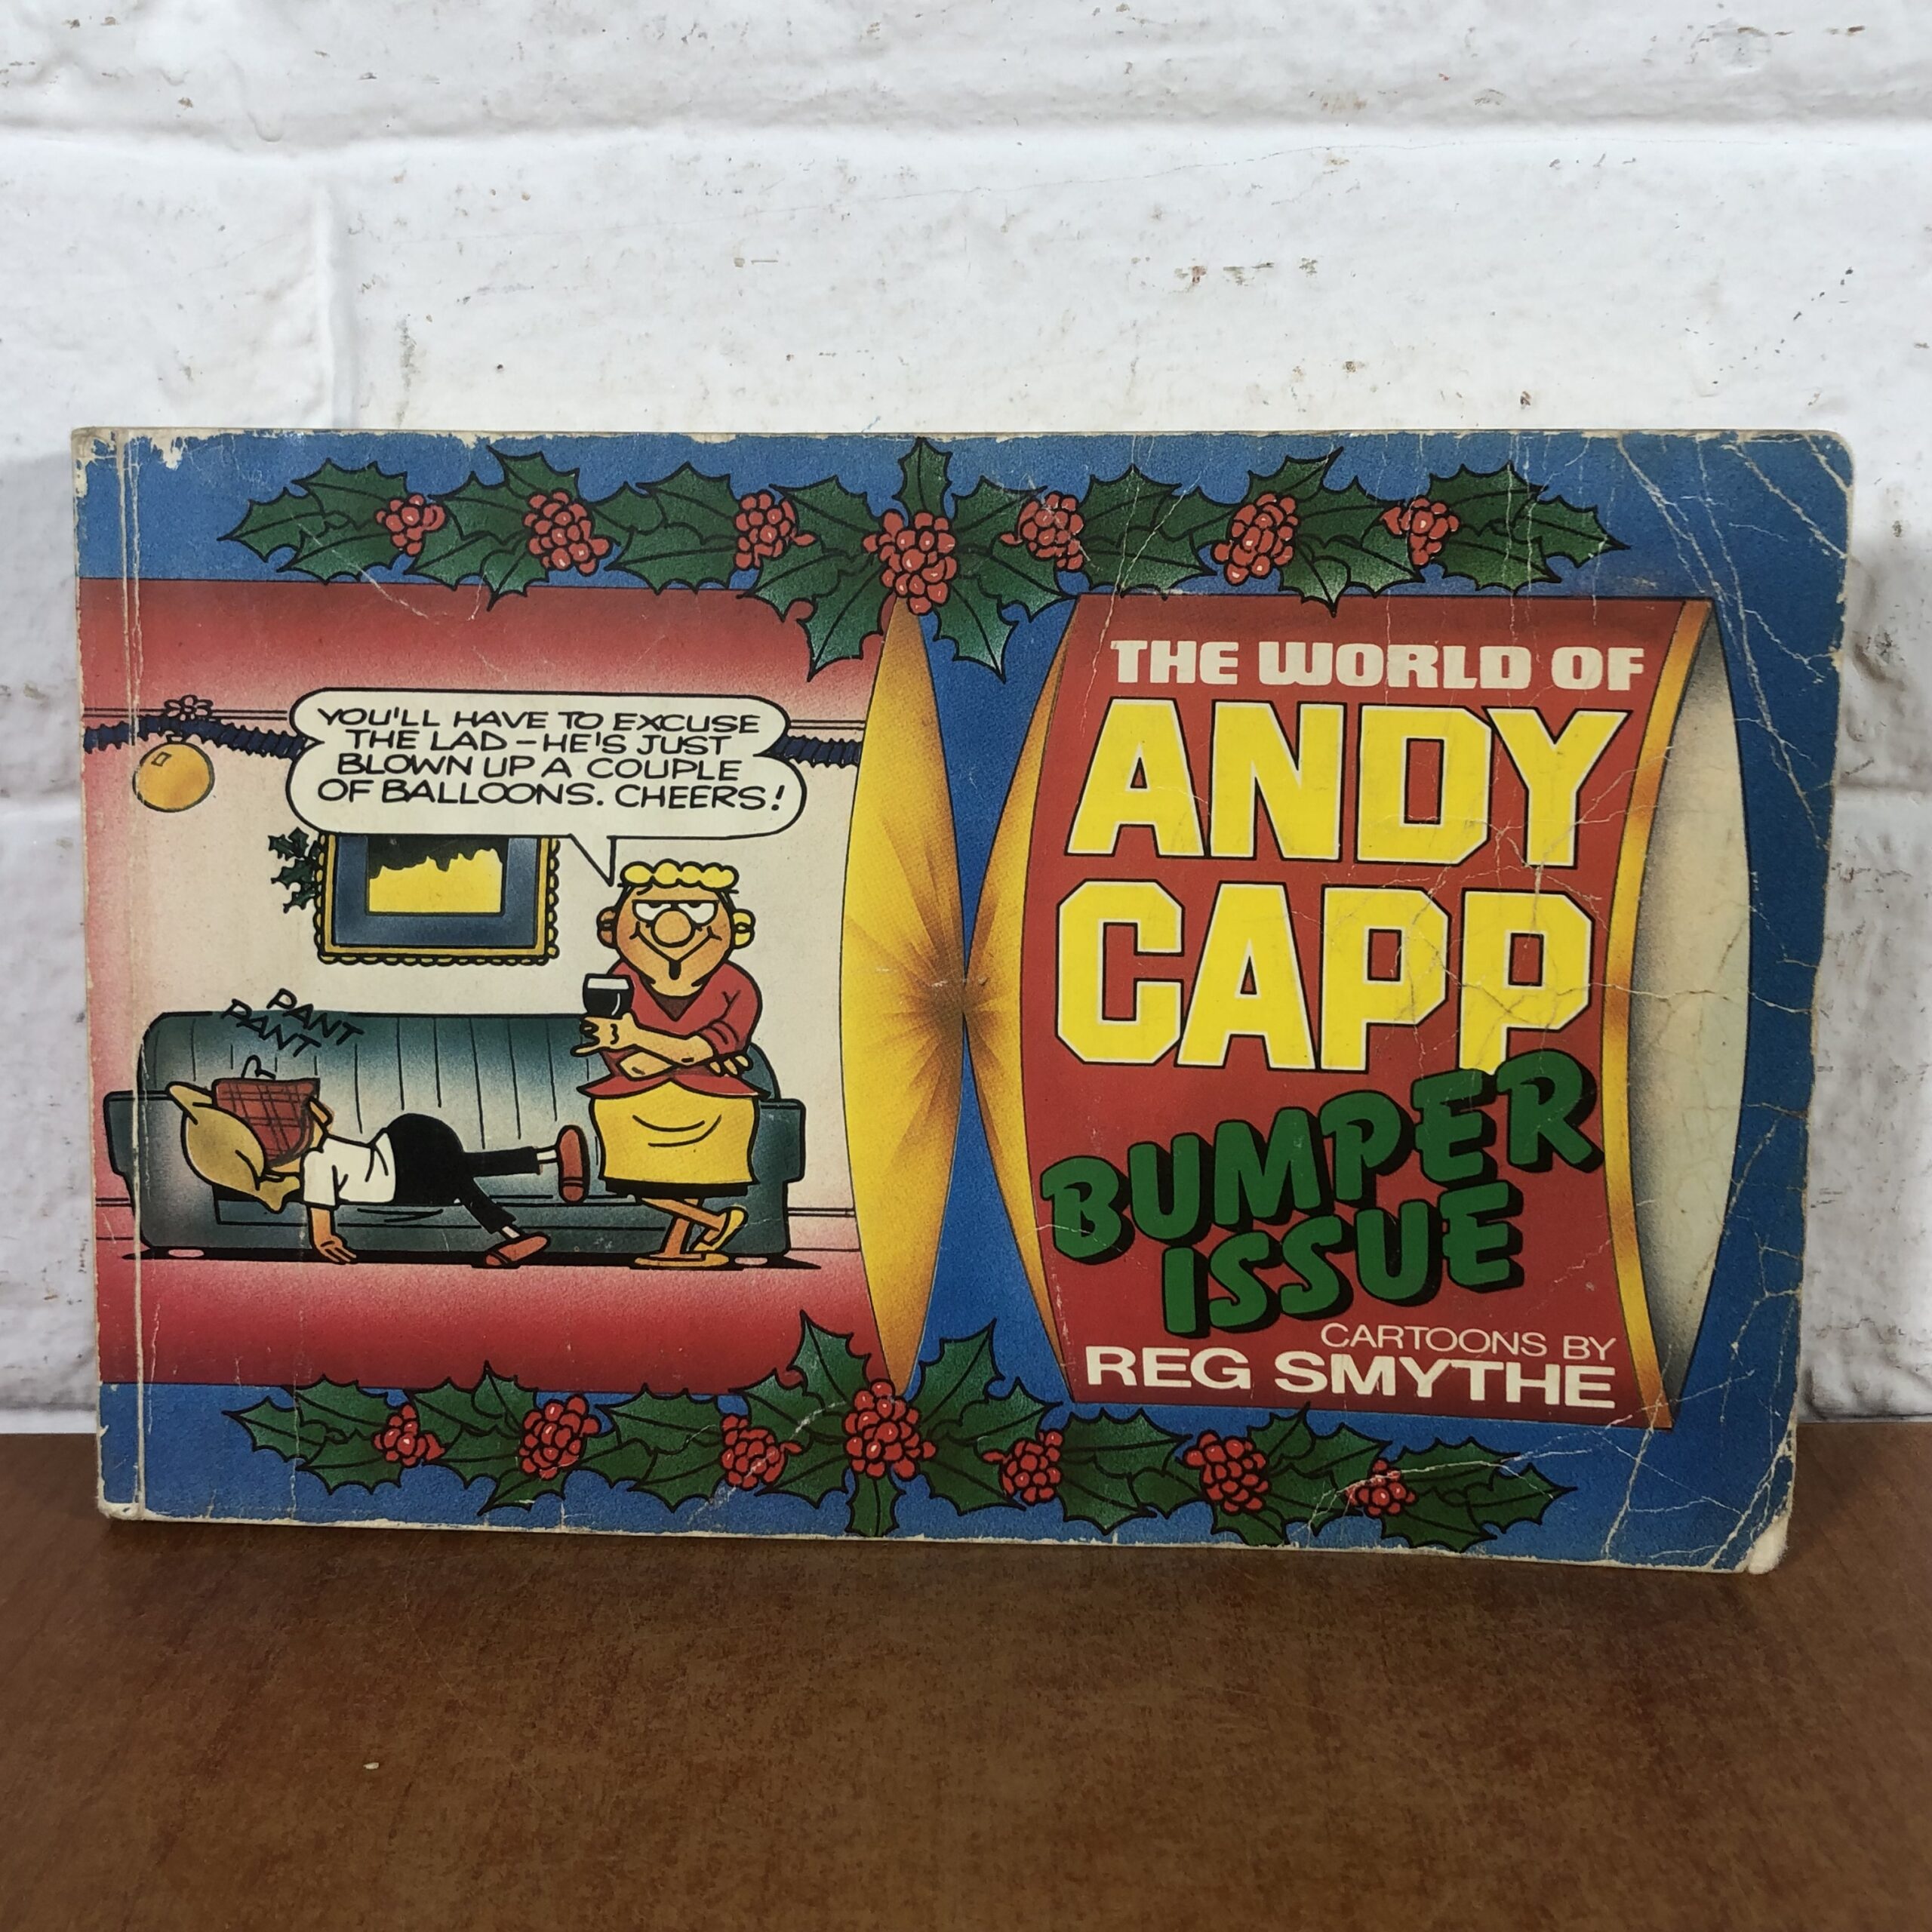 YOU'LL HAVE TO EXCUSE
THE LAD – HE'S JUST
BLOWN UP A COUPLE
OF BALLOONS. CHEERS!
PANT
PANT
THE WORLD OF
ANDY
CAPP
BUMPER
ISSUE
CARTOONS BY
REG SMYTHE